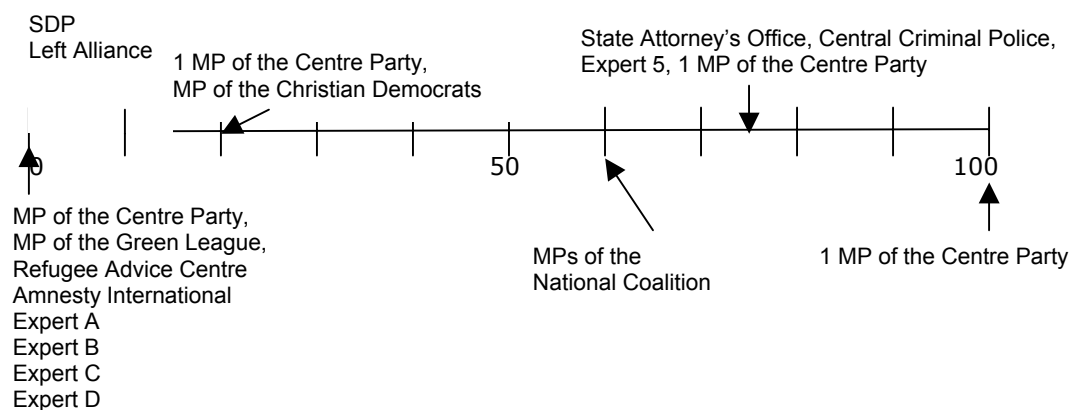 SDP
Left Alliance
1 MP of the Centre Party,
MP of the Christian Democrats
State Attorney's Office, Central Criminal Police,
Expert 5, 1 MP of the Centre Party
0
50
100
MP of the Centre Party,
MP of the Green League,
Refugee Advice Centre
Amnesty International
Expert A
Expert B
Expert C
Expert D
MPs of the
National Coalition
1 MP of the Centre Party